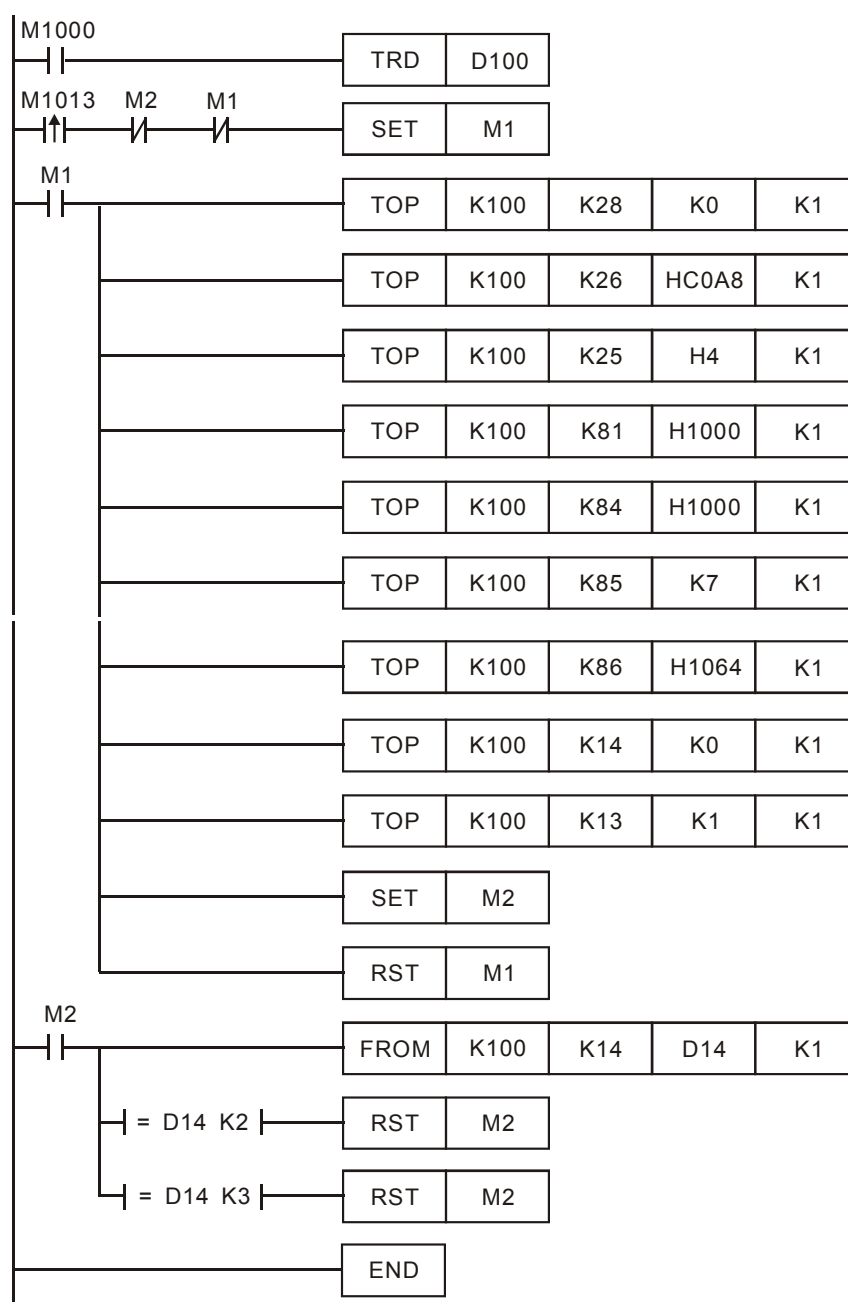 M1000
TRD D100
M1013 M2 M1
SET M1
M1
TOP K100 K28 K0 K1
TOP K100 K26 HC0A8 K1
TOP K100 K25 H4 K1
TOP K100 K81 H1000 K1
TOP K100 K84 H1000 K1
TOP K100 K85 K7 K1
TOP K100 K86 H1064 K1
TOP K100 K14 K0 K1
TOP K100 K13 K1 K1
SET M2
RST M1
M2
FROM K100 K14 D14 K1
= D14 K2 RST M2
= D14 K3 RST M2
END